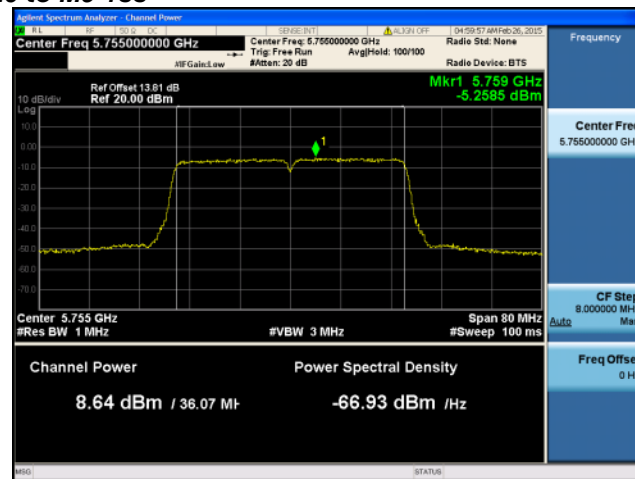 Agilent Spectrum Analyzer - Channel Power
RL RF 50 Ω DC SENSE:INT ALIGN OFF 04:59:57 AM Feb 26, 2015
Center Freq 5.755000000 GHz
Center Freq: 5.755000000 GHz
Radio Std: None
Trig: Free Run Avg|Hold: 100/100
#IFGain:Low #Atten: 20 dB Radio Device: BTS
Frequency
Ref Offset 13.81 dB
Mkr1 5.759 GHz
10 dB/div Ref 20.00 dBm -5.2585 dBm
Log
10.0
0.00
-10.0
-20.0
-30.0
-40.0
-50.0
-60.0
-70.0
1
Center Fre
5.755000000 GH
Center 5.755 GHz Span 80 MHz
#Res BW 1 MHz #VBW 3 MHz #Sweep 100 ms
CF Step
8.000000 MH
Auto Ma
Channel Power Power Spectral Density
8.64 dBm / 36.07 MH -66.93 dBm /Hz
Freq Offse
0 H
MSG STATUS